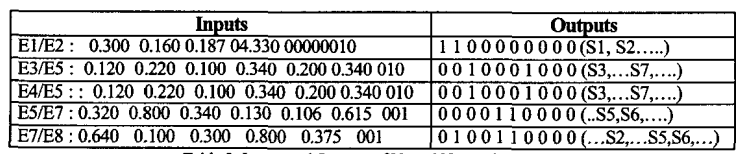 Inputs Outputs
E1/E2 : 0.300 0.160 0.187 04.330 00000010 1 1 0 0 0 0 0 0 0 0 (S1, S2.....)
E3/E5 : 0.120 0.220 0.100 0.340 0.200 0.340 010 0 0 1 0 0 0 1 0 0 0 (S3,...S7,....)
E4/E5 : : 0.120 0.220 0.100 0.340 0.200 0.340 010 0 0 1 0 0 0 1 0 0 0 (S3,...S7,....)
E5/E7 : 0.320 0.800 0.340 0.130 0.106 0.615 001 0 0 0 0 1 1 0 0 0 0 (..S5,S6,....)
E7/E8 : 0.640 0.100 0.300 0.800 0.375 001 0 1 0 0 1 1 0 0 0 0 (...S2,...S5,S6,...)